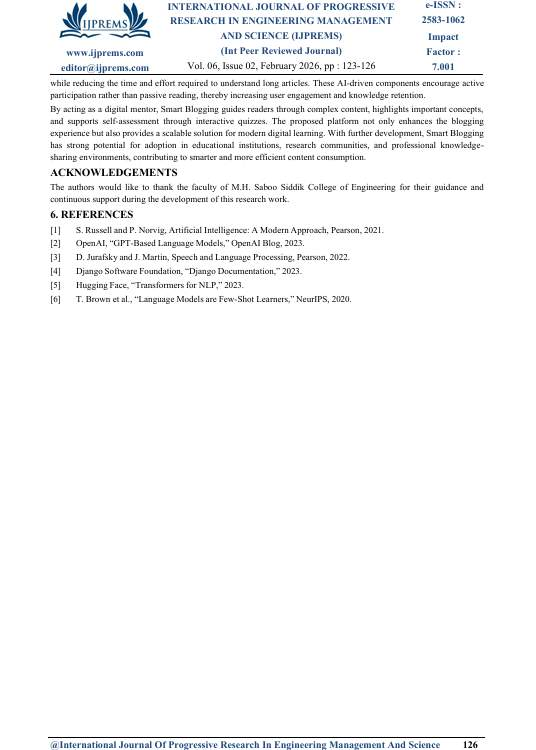 IJPREMS
www.ijprems.com
editor@ijprems.com
INTERNATIONAL JOURNAL OF PROGRESSIVE
RESEARCH IN ENGINEERING MANAGEMENT
AND SCIENCE (IJPREMS)
(Int Peer Reviewed Journal)
Vol. 06, Issue 02, February 2026, pp : 123-126
e-ISSN :
2583-1062
Impact
Factor :
7.001
while reducing the time and effort required to understand long articles. These AI-driven components encourage active
participation rather than passive reading, thereby increasing user engagement and knowledge retention.
By acting as a digital mentor, Smart Blogging guides readers through complex content, highlights important concepts,
and supports self-assessment through interactive quizzes. The proposed platform not only enhances the blogging
experience but also provides a scalable solution for modern digital learning. With further development, Smart Blogging
has strong potential for adoption in educational institutions, research communities, and professional knowledge-
sharing environments, contributing to smarter and more efficient content consumption.
ACKNOWLEDGEMENTS
The authors would like to thank the faculty of M.H. Saboo Siddik College of Engineering for their guidance and
continuous support during the development of this research work.
6. REFERENCES
[1] S. Russell and P. Norvig, Artificial Intelligence: A Modern Approach, Pearson, 2021.
[2] OpenAI, “GPT-Based Language Models,” OpenAI Blog, 2023.
[3] D. Jurafsky and J. Martin, Speech and Language Processing, Pearson, 2022.
[4] Django Software Foundation, “Django Documentation,” 2023.
[5] Hugging Face, “Transformers for NLP,” 2023.
[6] T. Brown et al., “Language Models are Few-Shot Learners,” NeurIPS, 2020.
@International Journal Of Progressive Research In Engineering Management And Science 126